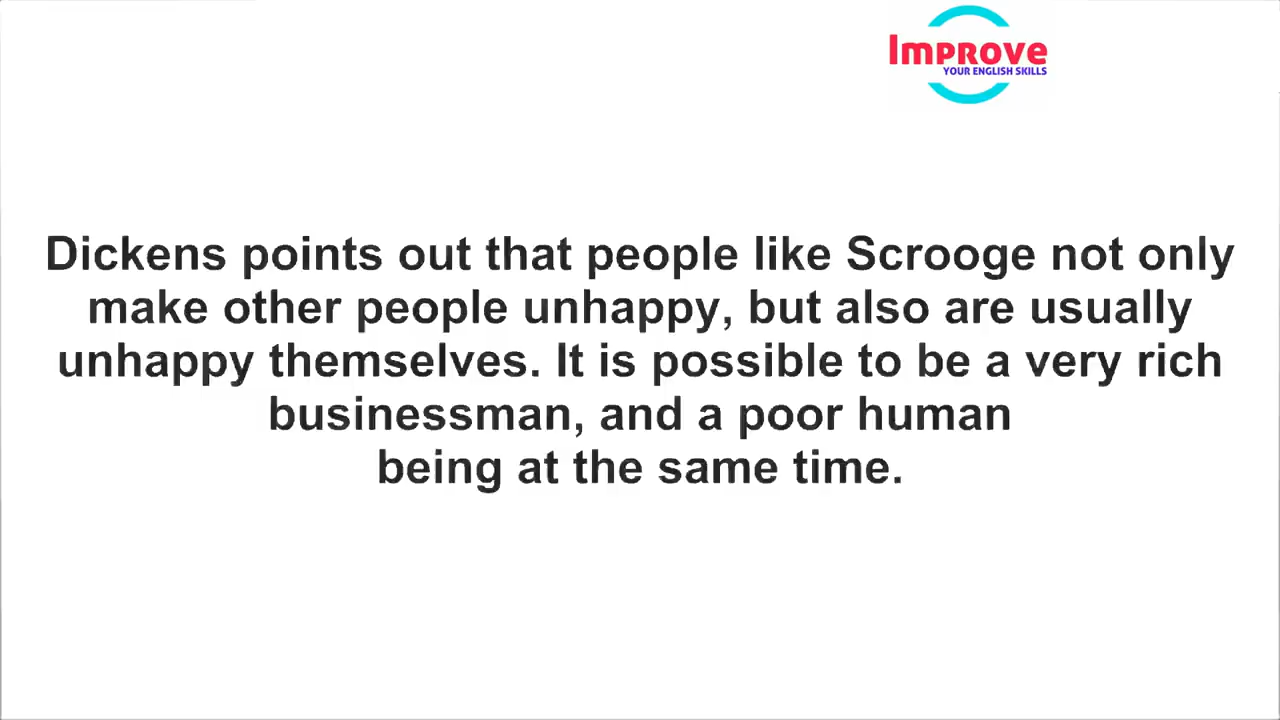 Improve
YOUR ENGLISH SKILLS
Dickens points out that people like Scrooge not only
make other people unhappy, but also are usually
unhappy themselves. It is possible to be a very rich
businessman, and a poor human
being at the same time.